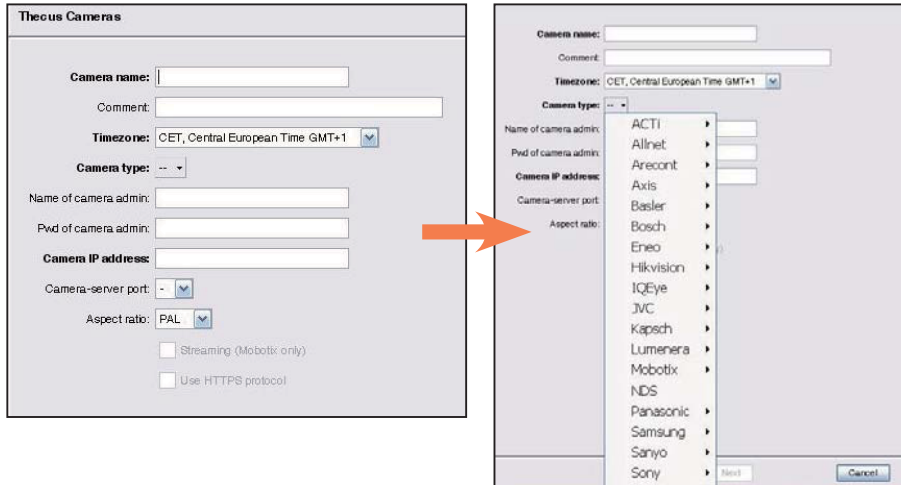 Thecus Cameras
Camera name:
Comment:
Timezone: CET, Central European Time GMT+1
Camera type: --
Name of camera admin:
Pwd of camera admin:
Camera IP address:
Camera-server port: -
Aspect ratio: PAL
Streaming (Mobotix only)
Use HTTPS protocol
Camera name:
Comment:
Timezone: CET, Central European Time GMT+1
Camera type: --
Name of camera admin:
Pwd of camera admin:
Camera IP address:
Camera-server port:
Aspect ratio:
ACTi
Allnet
Arecont
Axis
Basler
Bosch
Eneo
Hikvision
IQEye
JVC
Kapsch
Lumenera
Mobotix
NDS
Panasonic
Samsung
Sanyo
Sony
Next
Cancel